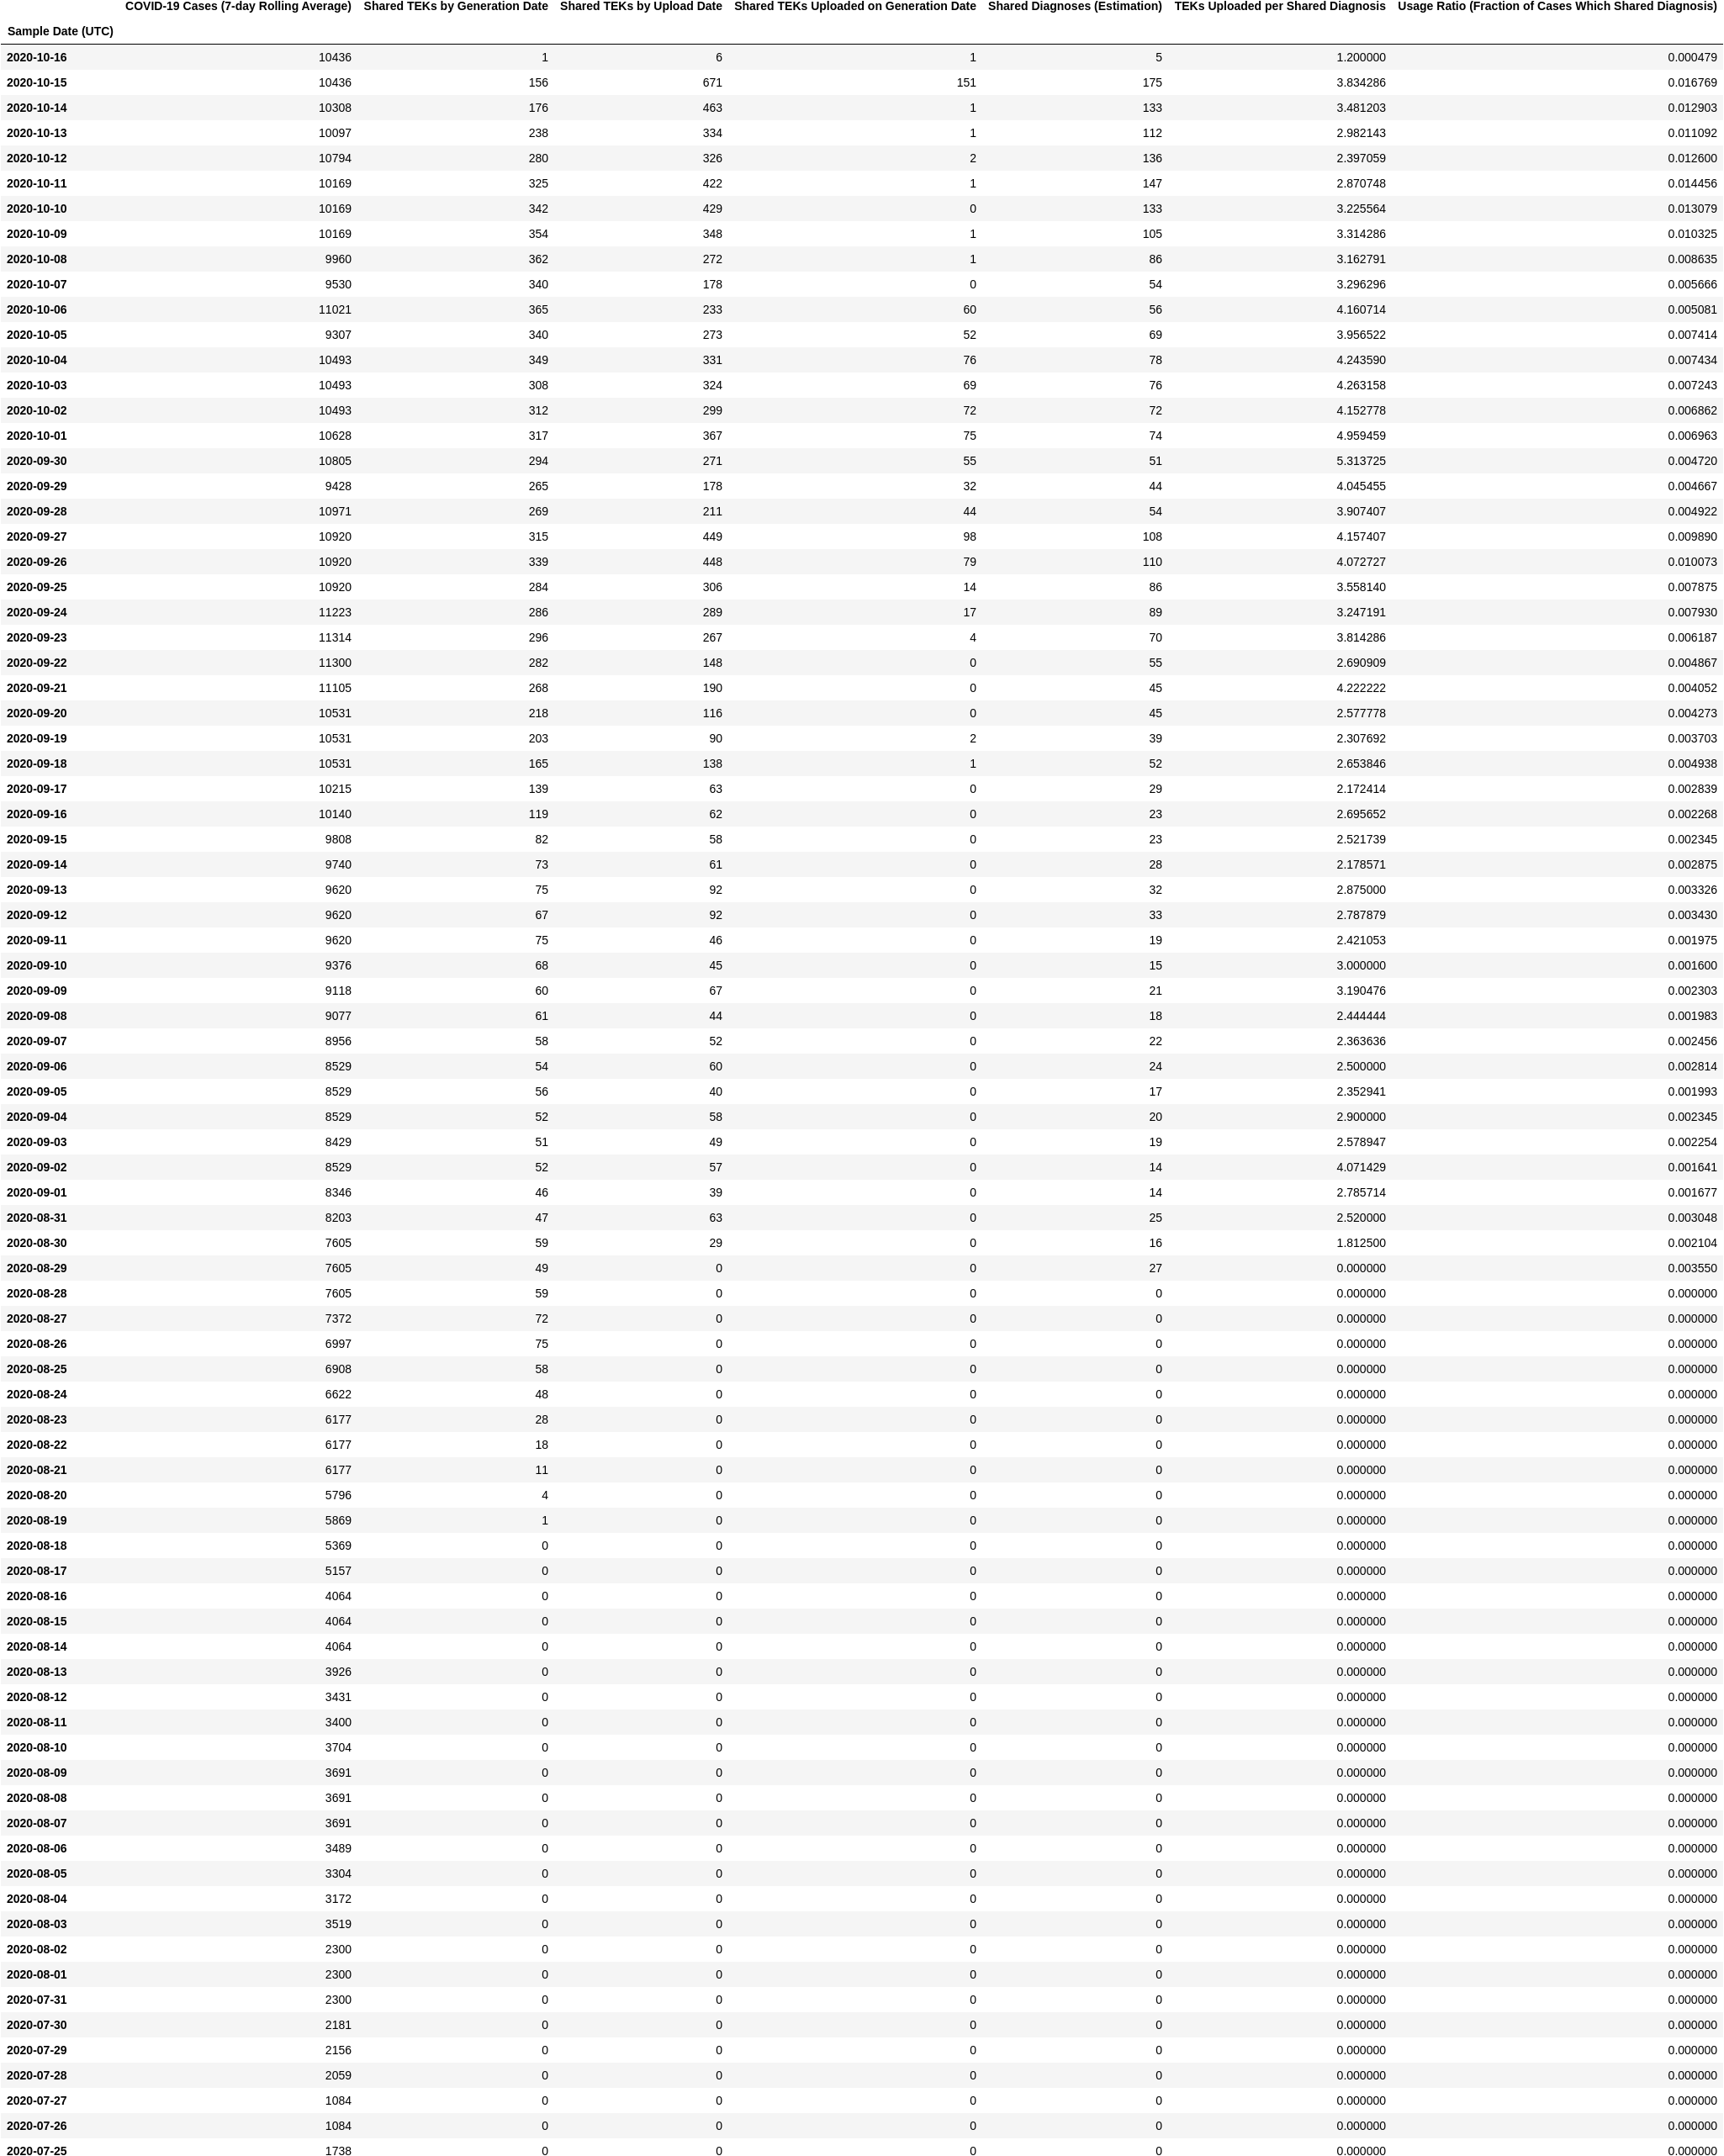 COVID-19 Cases (7-day Rolling Average) Shared TEKs by Generation Date Shared TEKs by Upload Date Shared TEKs Uploaded on Generation Date Shared Diagnoses (Estimation) TEKs Uploaded per Shared Diagnosis Usage Ratio (Fraction of Cases Which Shared Diagnosis)
Sample Date (UTC)
2020-10-16 10436 1 6 1 5 1.200000 0.000479
2020-10-15 10436 156 671 151 175 3.834286 0.016769
2020-10-14 10308 176 463 1 133 3.481203 0.012903
2020-10-13 10097 238 334 1 112 2.982143 0.011092
2020-10-12 10794 280 326 2 136 2.397059 0.012600
2020-10-11 10169 325 422 1 147 2.870748 0.014456
2020-10-10 10169 342 429 0 133 3.225564 0.013079
2020-10-09 10169 354 348 1 105 3.314286 0.010325
2020-10-08 9960 362 272 1 86 3.162791 0.008635
2020-10-07 9530 340 178 0 54 3.296296 0.005666
2020-10-06 11021 365 233 60 56 4.160714 0.005081
2020-10-05 9307 340 273 52 69 3.956522 0.007414
2020-10-04 10493 349 331 76 78 4.243590 0.007434
2020-10-03 10493 308 324 69 76 4.263158 0.007243
2020-10-02 10493 312 299 72 72 4.152778 0.006862
2020-10-01 10628 317 367 75 74 4.959459 0.006963
2020-09-30 10805 294 271 55 51 5.313725 0.004720
2020-09-29 9428 265 178 32 44 4.045455 0.004667
2020-09-28 10971 269 211 44 54 3.907407 0.004922
2020-09-27 10920 315 449 98 108 4.157407 0.009890
2020-09-26 10920 339 448 79 110 4.072727 0.010073
2020-09-25 10920 284 306 14 86 3.558140 0.007875
2020-09-24 11223 286 289 17 89 3.247191 0.007930
2020-09-23 11314 296 267 4 70 3.814286 0.006187
2020-09-22 11300 282 148 0 55 2.690909 0.004867
2020-09-21 11105 268 190 0 45 4.222222 0.004052
2020-09-20 10531 218 116 0 45 2.577778 0.004273
2020-09-19 10531 203 90 2 39 2.307692 0.003703
2020-09-18 10531 165 138 1 52 2.653846 0.004938
2020-09-17 10215 139 63 0 29 2.172414 0.002839
2020-09-16 10140 119 62 0 23 2.695652 0.002268
2020-09-15 9808 82 58 0 23 2.521739 0.002345
2020-09-14 9740 73 61 0 28 2.178571 0.002875
2020-09-13 9620 75 92 0 32 2.875000 0.003326
2020-09-12 9620 67 92 0 33 2.787879 0.003430
2020-09-11 9620 75 46 0 19 2.421053 0.001975
2020-09-10 9376 68 45 0 15 3.000000 0.001600
2020-09-09 9118 60 67 0 21 3.190476 0.002303
2020-09-08 9077 61 44 0 18 2.444444 0.001983
2020-09-07 8956 58 52 0 22 2.363636 0.002456
2020-09-06 8529 54 60 0 24 2.500000 0.002814
2020-09-05 8529 56 40 0 17 2.352941 0.001993
2020-09-04 8529 52 58 0 20 2.900000 0.002345
2020-09-03 8429 51 49 0 19 2.578947 0.002254
2020-09-02 8529 52 57 0 14 4.071429 0.001641
2020-09-01 8346 46 39 0 14 2.785714 0.001677
2020-08-31 8203 47 63 0 25 2.520000 0.003048
2020-08-30 7605 59 29 0 16 1.812500 0.002104
2020-08-29 7605 49 0 0 27 0.000000 0.003550
2020-08-28 7605 59 0 0 0 0.000000 0.000000
2020-08-27 7372 72 0 0 0 0.000000 0.000000
2020-08-26 6997 75 0 0 0 0.000000 0.000000
2020-08-25 6908 58 0 0 0 0.000000 0.000000
2020-08-24 6622 48 0 0 0 0.000000 0.000000
2020-08-23 6177 28 0 0 0 0.000000 0.000000
2020-08-22 6177 18 0 0 0 0.000000 0.000000
2020-08-21 6177 11 0 0 0 0.000000 0.000000
2020-08-20 5796 4 0 0 0 0.000000 0.000000
2020-08-19 5869 1 0 0 0 0.000000 0.000000
2020-08-18 5369 0 0 0 0 0.000000 0.000000
2020-08-17 5157 0 0 0 0 0.000000 0.000000
2020-08-16 4064 0 0 0 0 0.000000 0.000000
2020-08-15 4064 0 0 0 0 0.000000 0.000000
2020-08-14 4064 0 0 0 0 0.000000 0.000000
2020-08-13 3926 0 0 0 0 0.000000 0.000000
2020-08-12 3431 0 0 0 0 0.000000 0.000000
2020-08-11 3400 0 0 0 0 0.000000 0.000000
2020-08-10 3704 0 0 0 0 0.000000 0.000000
2020-08-09 3691 0 0 0 0 0.000000 0.000000
2020-08-08 3691 0 0 0 0 0.000000 0.000000
2020-08-07 3691 0 0 0 0 0.000000 0.000000
2020-08-06 3489 0 0 0 0 0.000000 0.000000
2020-08-05 3304 0 0 0 0 0.000000 0.000000
2020-08-04 3172 0 0 0 0 0.000000 0.000000
2020-08-03 3519 0 0 0 0 0.000000 0.000000
2020-08-02 2300 0 0 0 0 0.000000 0.000000
2020-08-01 2300 0 0 0 0 0.000000 0.000000
2020-07-31 2300 0 0 0 0 0.000000 0.000000
2020-07-30 2181 0 0 0 0 0.000000 0.000000
2020-07-29 2156 0 0 0 0 0.000000 0.000000
2020-07-28 2059 0 0 0 0 0.000000 0.000000
2020-07-27 1084 0 0 0 0 0.000000 0.000000
2020-07-26 1084 0 0 0 0 0.000000 0.000000
2020-07-25 1738 0 0 0 0 0.000000 0.000000